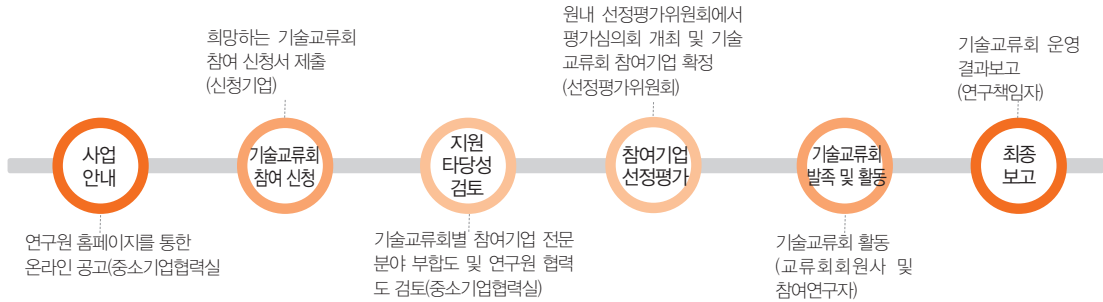 희망하는 기술교류회
참여 신청서 제출
(신청기업)
원내 선정평가위원회에서
평가심의회 개최 및 기술
교류회 참여기업 확정
(선정평가위원회)
기술교류회 운영
결과보고
(연구책임자)
사업
안내
기술교류회
참여 신청
지원
타당성
검토
참여기업
선정평가
기술교류회
발족 및 활동
최종
보고
연구원 홈페이지를 통한
온라인 공고(중소기업협력실
기술교류회별 참여기업 전문
분야 부합도 및 연구원 협력
도 검토(중소기업협력실)
기술교류회 활동
(교류회회원사 및
참여연구자)